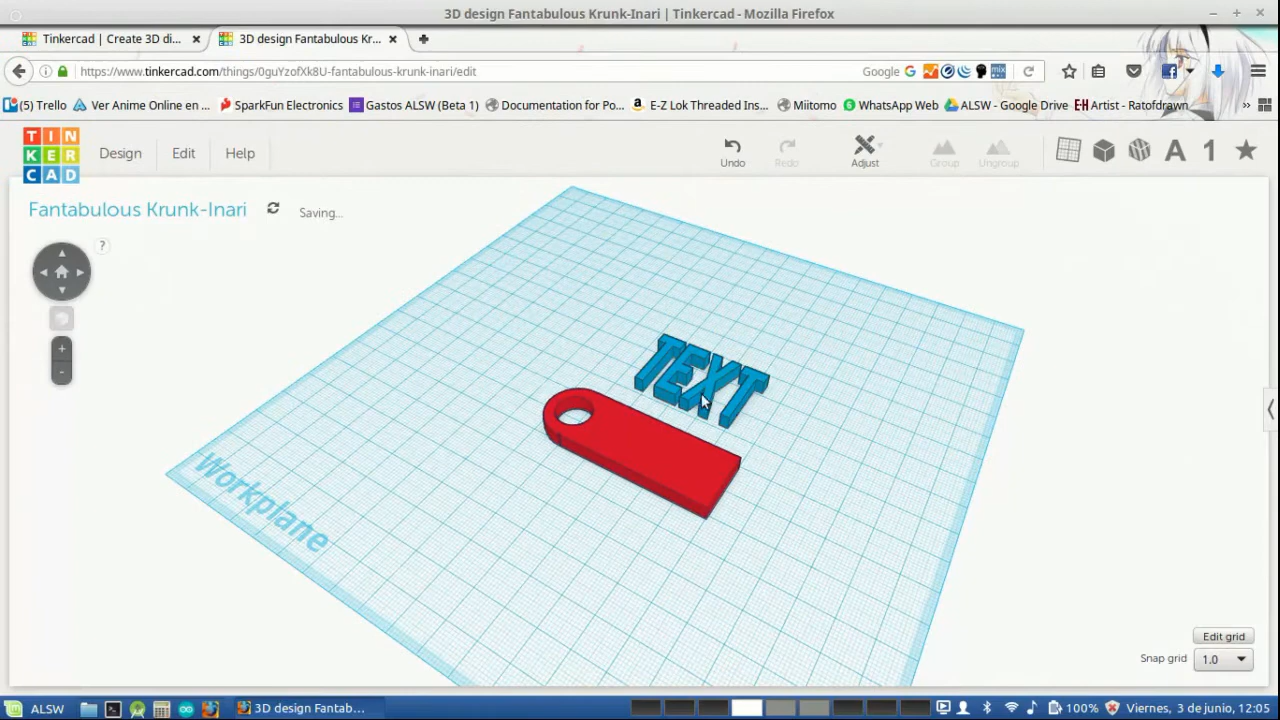 3D design Fantabulous Krunk-Inari | Tinkercad - Mozilla Firefox
Tinkercad | Create 3D di...
3D design Fantabulous Kr...
https://www.tinkercad.com/things/0guYzofXk8U-fantabulous-krunk-inari/edit
Google
(5) Trello
Ver Anime Online en ...
SparkFun Electronics
Gastos ALSW (Beta 1)
Documentation for Po...
E-Z Lok Threaded Ins...
Miitomo
WhatsApp Web
ALSW - Google Drive
Artist - Ratofdrawn
TIN
KER
CAD
Design
Edit
Help
Undo
Redo
Adjust
Group
Ungroup
Fantabulous Krunk-Inari
Saving...
TEXT
Workplane
Edit grid
Snap grid
1.0
ALSW
3D design Fantab...
100%
Viernes, 3 de junio, 12:05